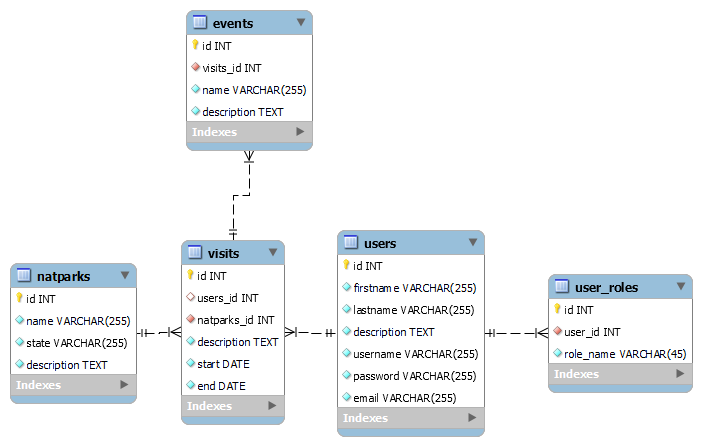 events
id INT
visits_id INT
name VARCHAR(255)
description TEXT
Indexes
natparks
id INT
name VARCHAR(255)
state VARCHAR(255)
description TEXT
Indexes
visits
id INT
users_id INT
natparks_id INT
description TEXT
start DATE
end DATE
Indexes
users
id INT
firstname VARCHAR(255)
lastname VARCHAR(255)
description TEXT
username VARCHAR(255)
password VARCHAR(255)
email VARCHAR(255)
Indexes
user_roles
id INT
user_id INT
role_name VARCHAR(45)
Indexes